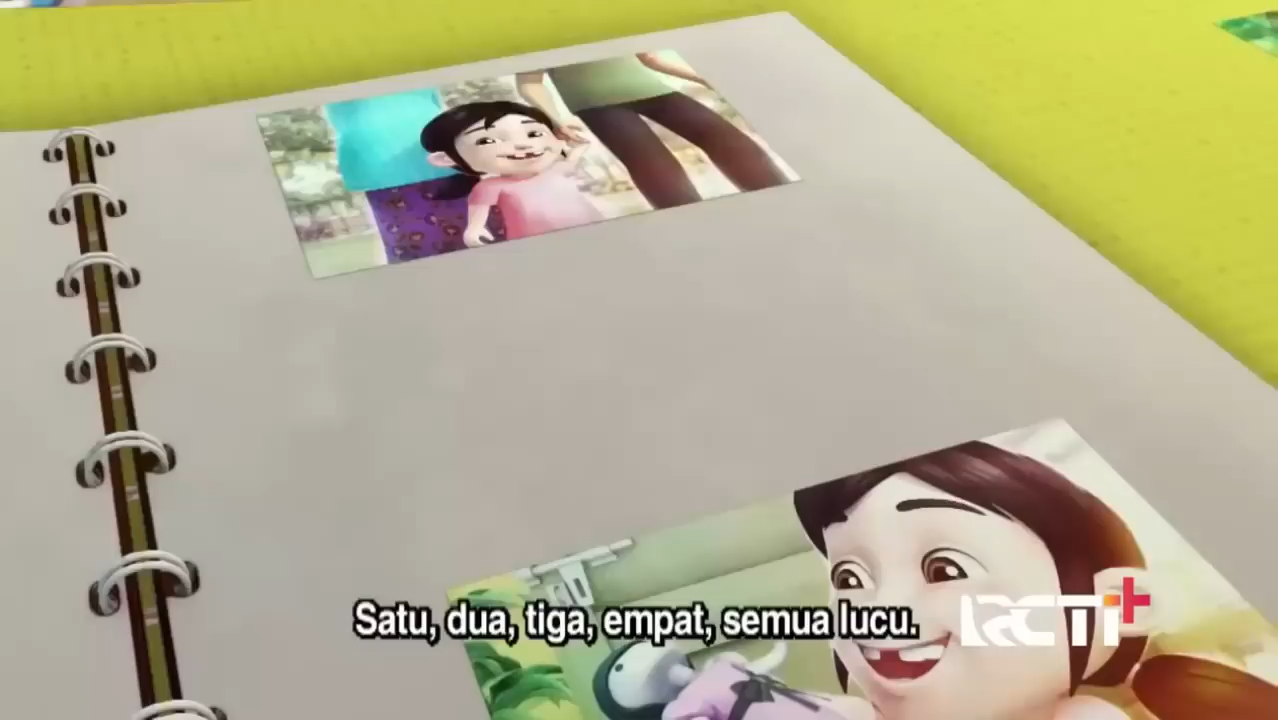 Satu, dua, tiga, empat, semua lucu.
RCTI+